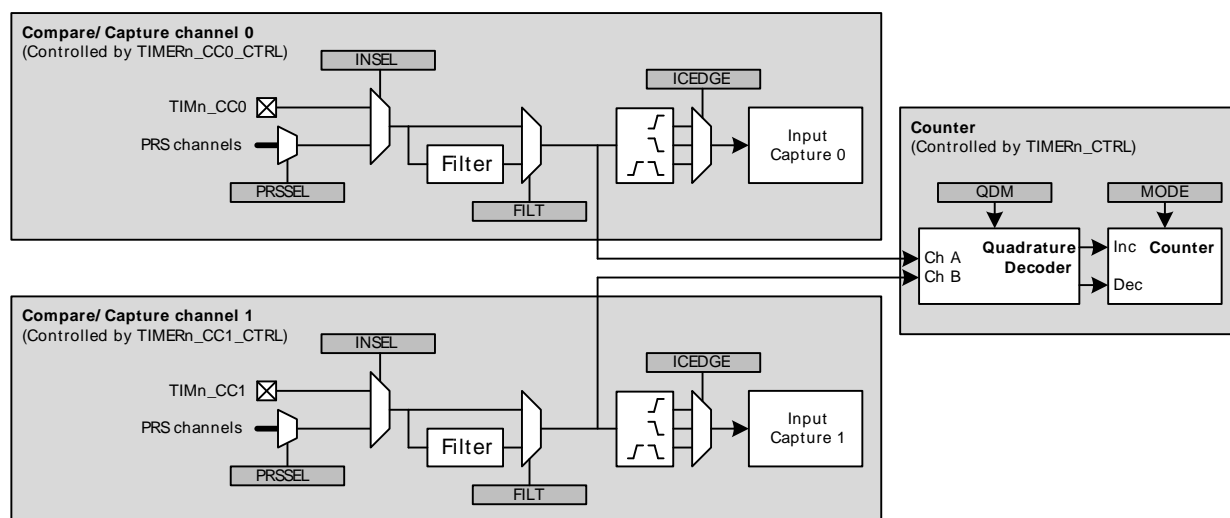 Compare/ Capture channel 0
(Controlled by TIMERn_CC0_CTRL)
INSEL
ICEDGE
TIMn_CC0
PRS channels
Filter
Input
Capture 0
PRSSEL
FILT
Counter
(Controlled by TIMERn_CTRL)
QDM
MODE
Ch A
Ch B
Quadrature
Decoder
Inc
Counter
Dec
Compare/ Capture channel 1
(Controlled by TIMERn_CC1_CTRL)
INSEL
ICEDGE
TIMn_CC1
PRS channels
Filter
Input
Capture 1
PRSSEL
FILT